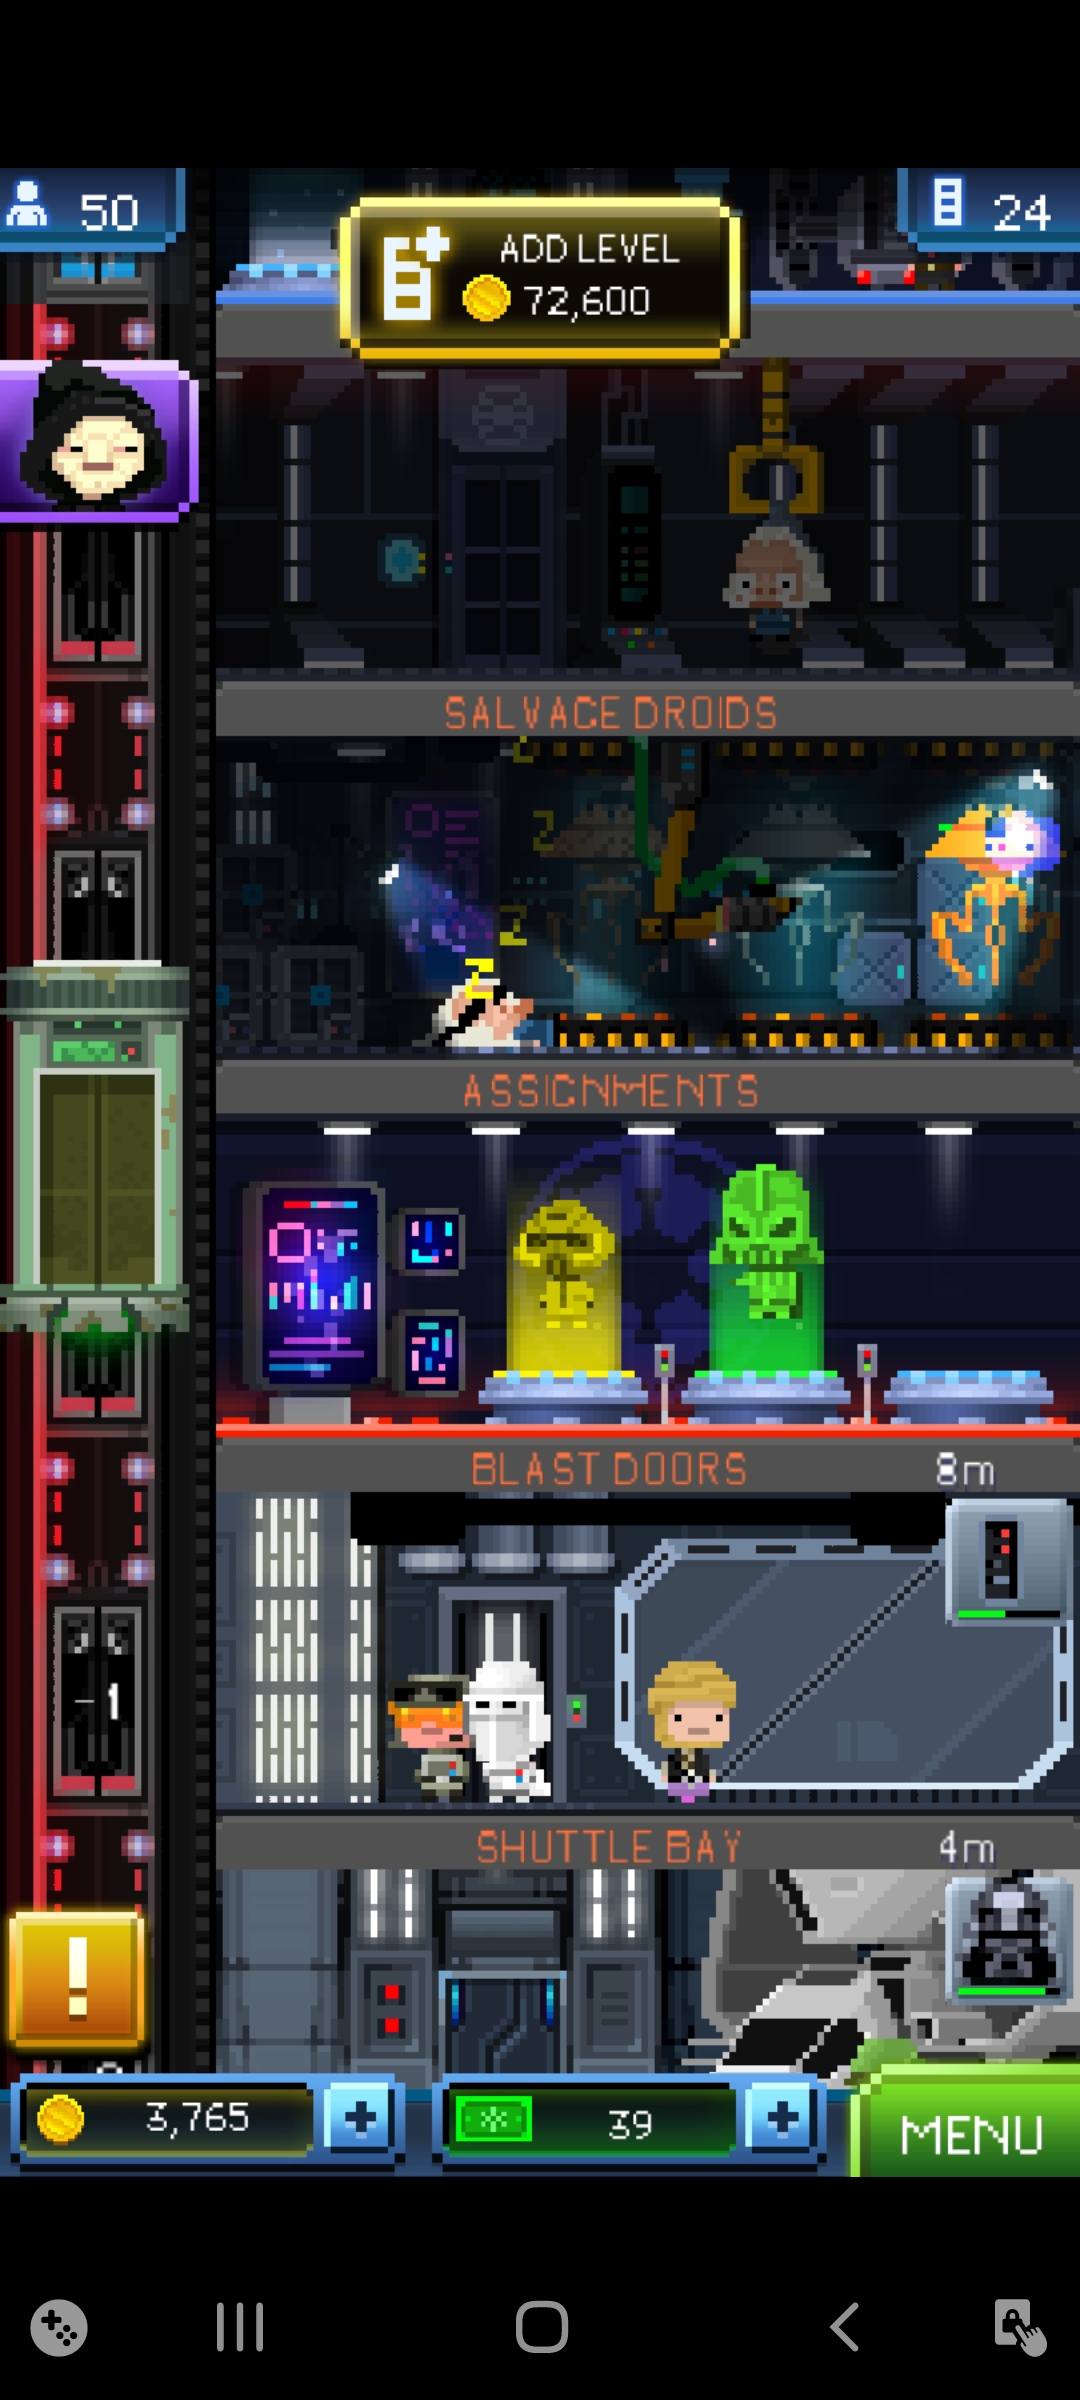 50
24
ADD LEVEL
72,600
SALVAGE DROIDS
Z
Z
Z
Z
ASSIGNMENTS
BLAST DOORS 8m
-1
SHUTTLE BAY 4m
!
3,765
39
MENU